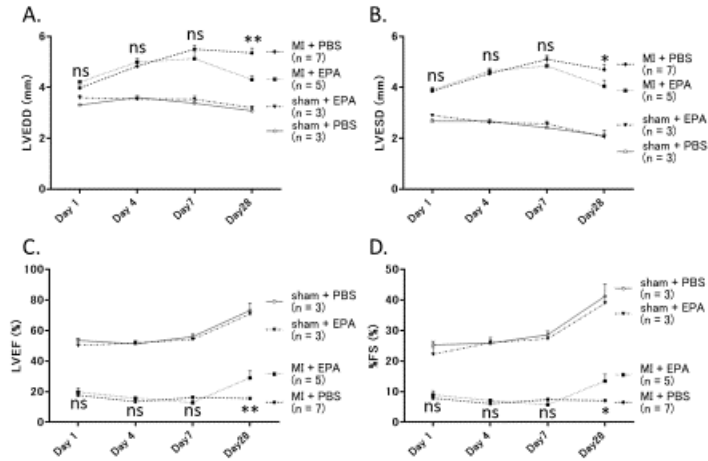 A.
ns
ns
ns
**
6
4
2
0
LVEDD (mm)
Day 1
Day 4
Day7
Day28
MI + PBS
(n = 7)
MI + EPA
(n = 5)
sham + EPA
(n = 3)
sham + PBS
(n = 3)
B.
ns
ns
ns
*
6
4
2
0
LVESD (mm)
Day 1
Day 4
Day7
Day28
MI + PBS
(n = 7)
MI + EPA
(n = 5)
sham + EPA
(n = 3)
sham + PBS
(n = 3)
C.
100
80
60
40
20
0
LVEF (%)
ns
ns
ns
**
Day 1
Day 4
Day7
Day28
sham + PBS
(n = 3)
sham + EPA
(n = 3)
MI + EPA
(n = 5)
MI + PBS
(n = 7)
D.
50
40
30
20
10
0
%FS (%)
ns
ns
ns
*
Day 1
Day 4
Day7
Day28
sham + PBS
(n = 3)
sham + EPA
(n = 3)
MI + EPA
(n = 5)
MI + PBS
(n = 7)